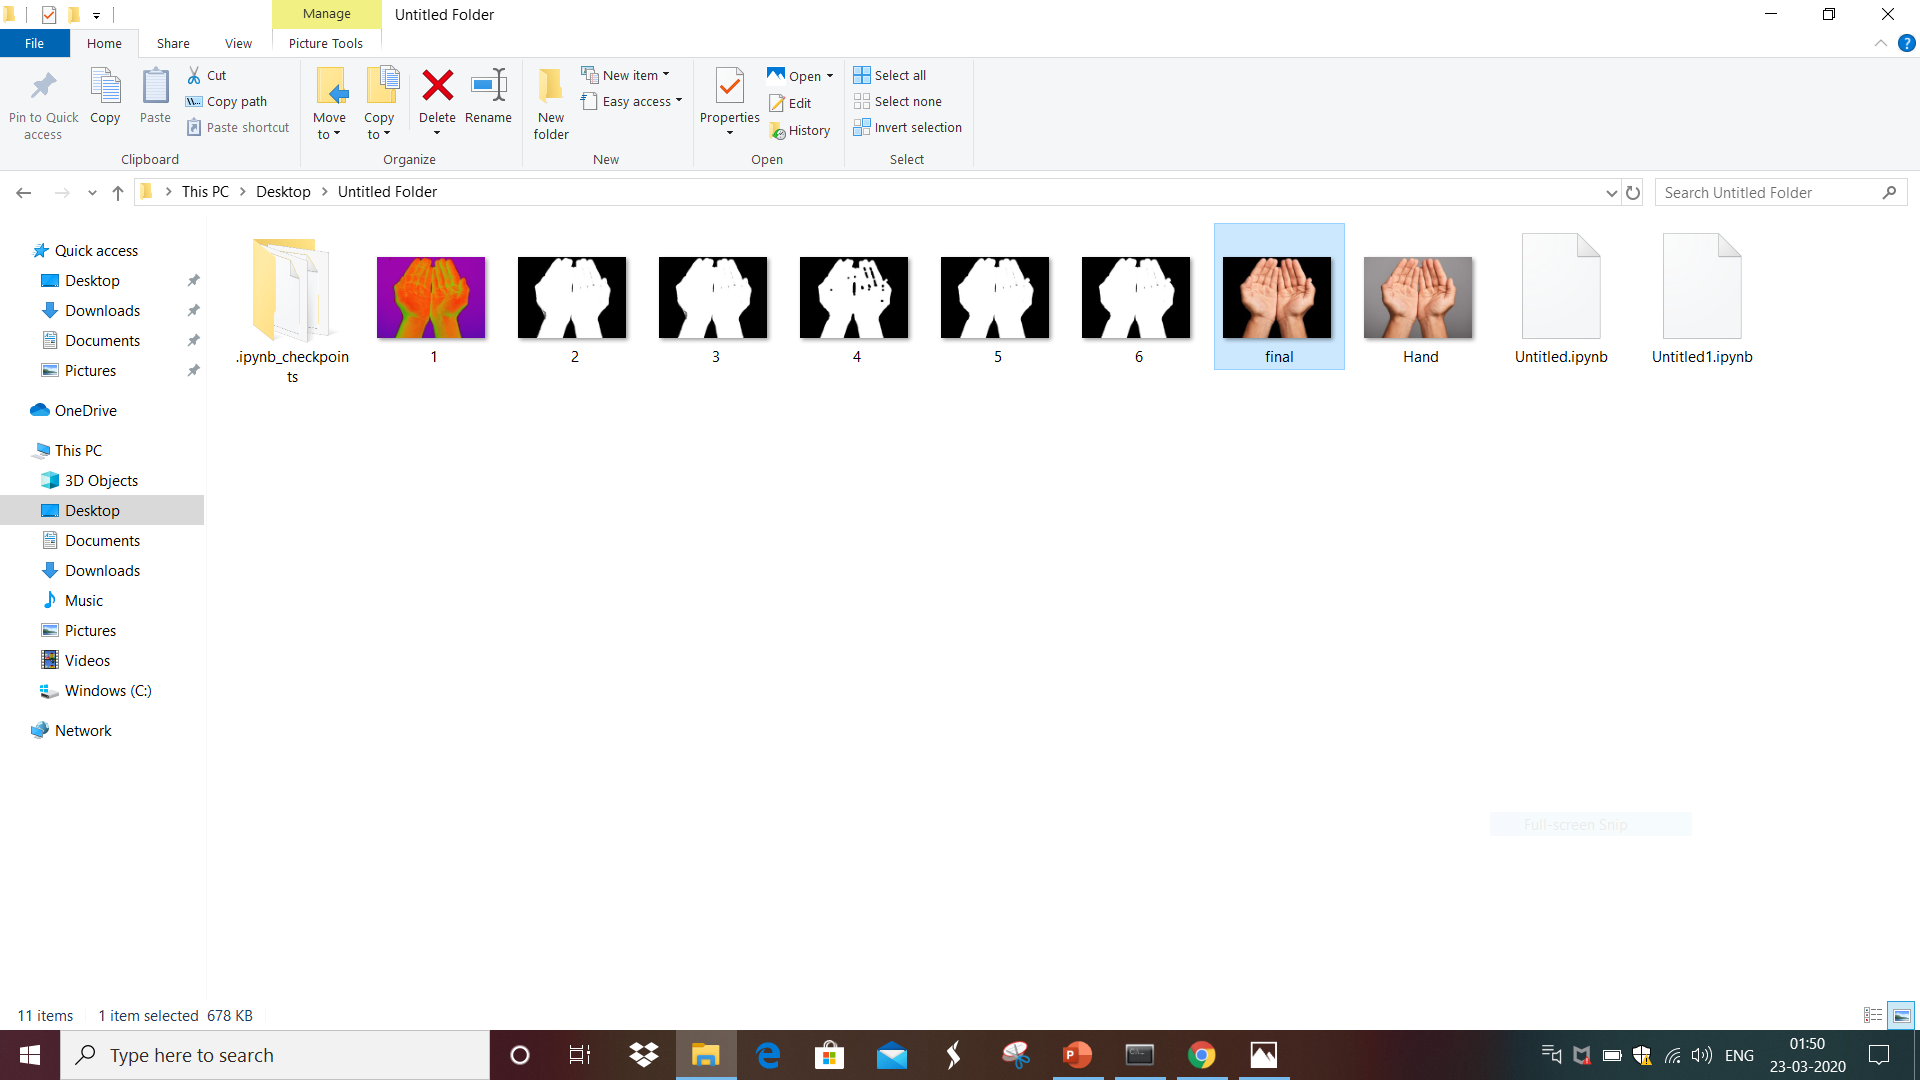 Manage
Untitled Folder
File
Home
Share
View
Picture Tools
Pin to Quick access
Copy
Paste
Cut
Copy path
Paste shortcut
Clipboard
Move to
Copy to
Delete
Rename
Organize
New folder
New item
Easy access
New
Properties
Open
Edit
History
Open
Select all
Select none
Invert selection
Select
This PC
Desktop
Untitled Folder
Search Untitled Folder
Quick access
Desktop
Downloads
Documents
Pictures
OneDrive
This PC
3D Objects
Desktop
Documents
Downloads
Music
Pictures
Videos
Windows (C:)
Network
.ipynb_checkpoin
ts
1
2
3
4
5
6
final
Hand
Untitled.ipynb
Untitled1.ipynb
Full-screen Snip
11 items
1 item selected 678 KB
Type here to search
ENG
01:50
23-03-2020